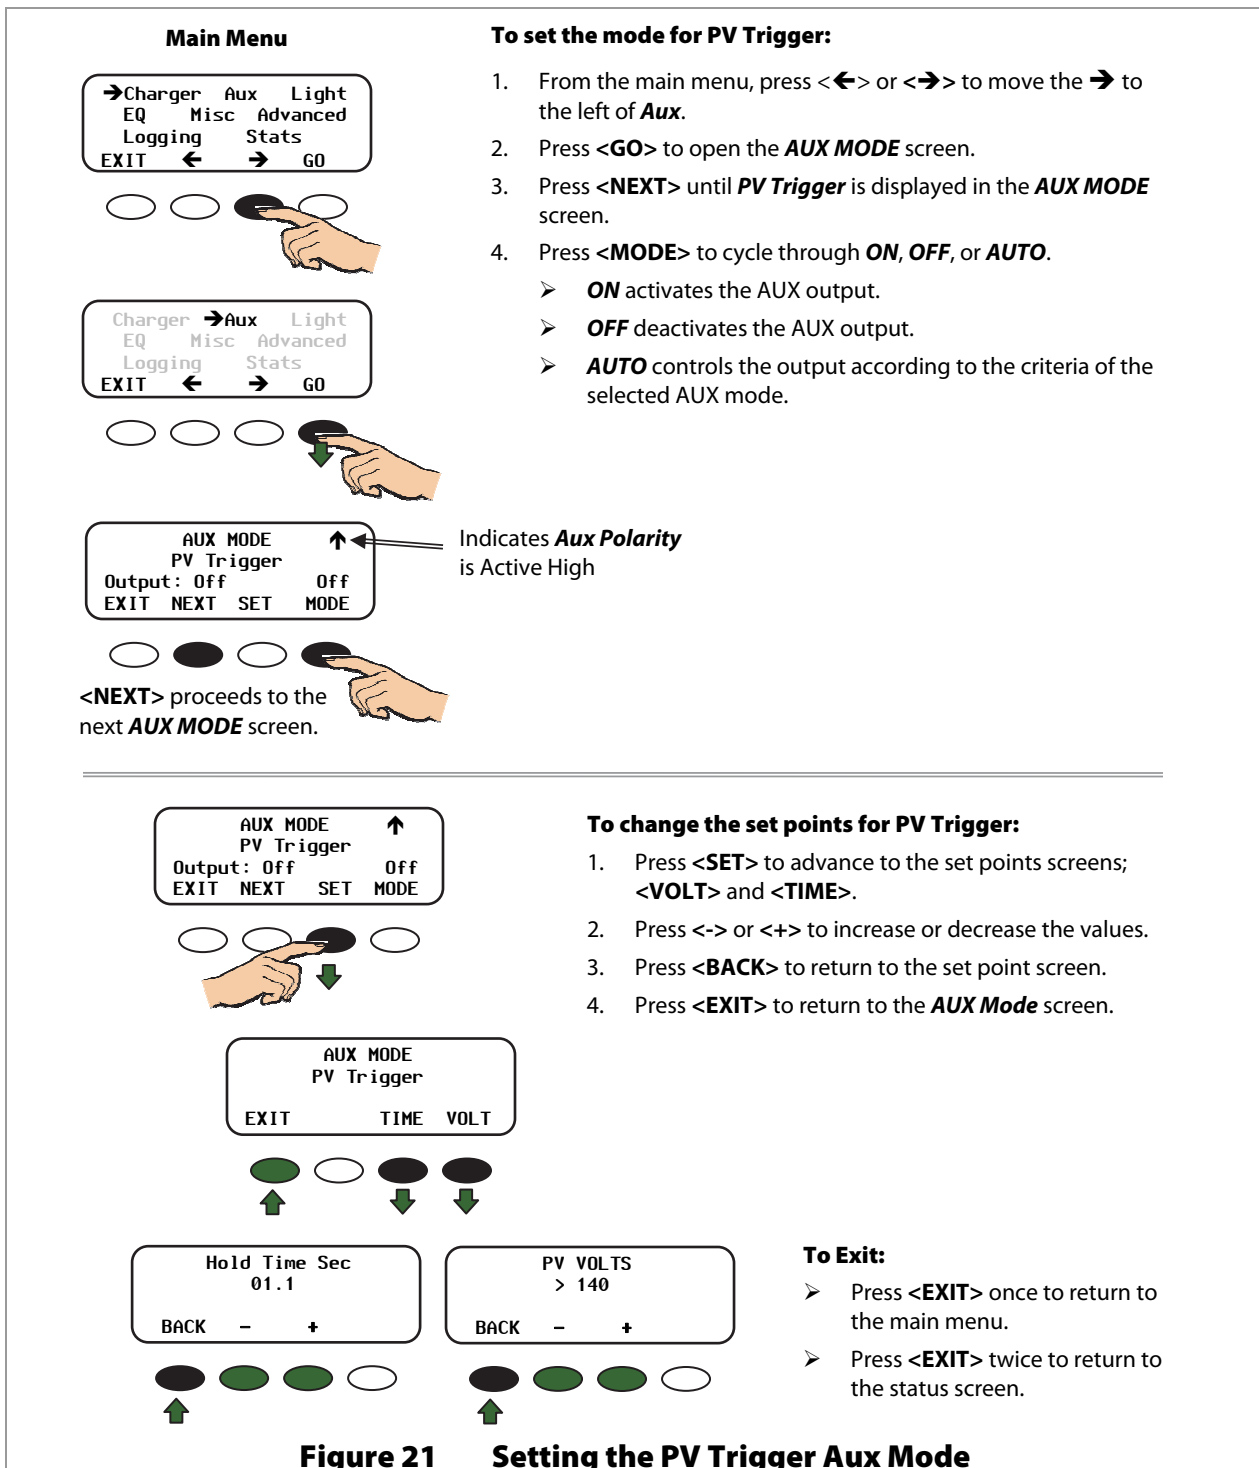 Main Menu
➔Charger Aux Light
EQ Misc Advanced
Logging Stats
EXIT ← → GO
Charger ➔Aux Light
EQ Misc Advanced
Logging Stats
EXIT ← → GO
AUX MODE ↑
PV Trigger
Output: Off Off
EXIT NEXT SET MODE
Indicates Aux Polarity
is Active High
<NEXT> proceeds to the
next AUX MODE screen.
To set the mode for PV Trigger:
1. From the main menu, press <←> or <➔> to move the ➔ to
the left of Aux.
2. Press <GO> to open the AUX MODE screen.
3. Press <NEXT> until PV Trigger is displayed in the AUX MODE
screen.
4. Press <MODE> to cycle through ON, OFF, or AUTO.
➢ ON activates the AUX output.
➢ OFF deactivates the AUX output.
➢ AUTO controls the output according to the criteria of the
selected AUX mode.
AUX MODE ↑
PV Trigger
Output: Off Off
EXIT NEXT SET MODE
To change the set points for PV Trigger:
1. Press <SET> to advance to the set points screens;
<VOLT> and <TIME>.
2. Press <-> or <+> to increase or decrease the values.
3. Press <BACK> to return to the set point screen.
4. Press <EXIT> to return to the AUX Mode screen.
AUX MODE
PV Trigger
EXIT TIME VOLT
Hold Time Sec
01.1
BACK – +
PV VOLTS
> 140
BACK – +
To Exit:
➢ Press <EXIT> once to return to
the main menu.
➢ Press <EXIT> twice to return to
the status screen.
Figure 21 Setting the PV Trigger Aux Mode